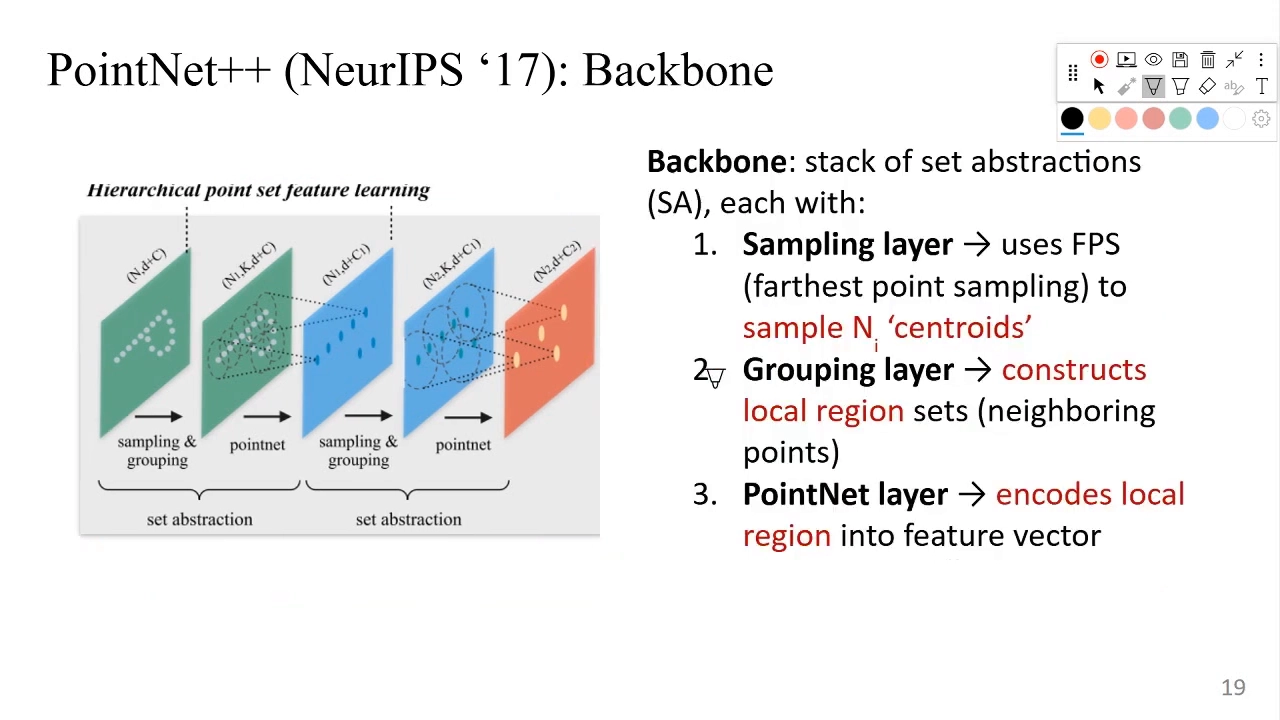 PointNet++ (NeurIPS ‘17): Backbone
Hierarchical point set feature learning
(N,d+C)
(N1,K,d+C)
(N1,d+C1)
(N2,K,d+C1)
(N2,d+C2)
sampling &
grouping
pointnet
sampling &
grouping
pointnet
set abstraction
set abstraction
Backbone: stack of set abstractions
(SA), each with:
1. Sampling layer → uses FPS
(farthest point sampling) to
sample Ni ‘centroids’
2. Grouping layer → constructs
local region sets (neighboring
points)
3. PointNet layer → encodes local
region into feature vector
ab
T
19